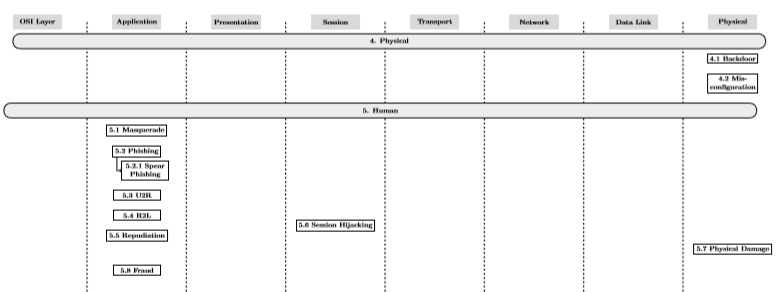 OSI Layer Application Presentation Session Transport Network Data Link Physical
4. Physical
4.1 Backdoor
4.2 Mis-
configuration
5. Human
5.1 Masquerade
5.2 Phishing
5.2.1 Spear
Phishing
5.3 U2R
5.4 R2L
5.5 Repudiation
5.6 Session Hijacking
5.7 Physical Damage
5.8 Fraud